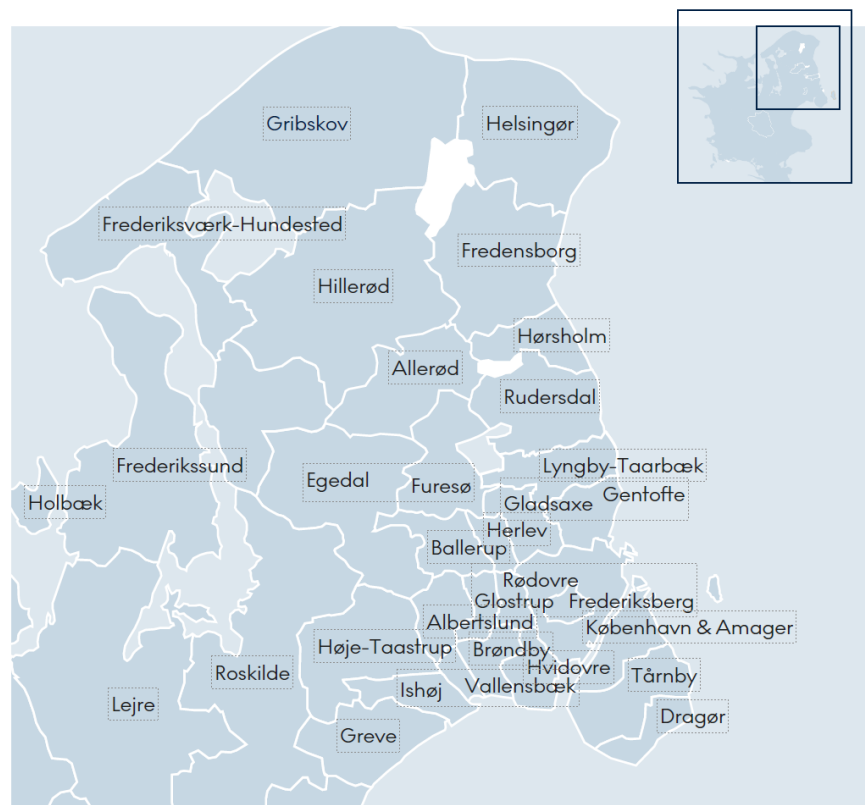 Gribskov
Helsingør
Frederiksværk-Hundested
Fredensborg
Hillerød
Hørsholm
Allerød
Rudersdal
Frederikssund
Lyngby-Taarbæk
Egedal
Furesø
Gentofte
Holbæk
Gladsaxe
Herlev
Ballerup
Rødovre
Glostrup
Frederiksberg
Albertslund
København & Amager
Høje-Taastrup
Brøndby
Hvidovre
Roskilde
Tårnby
Ishøj
Vallensbæk
Lejre
Dragør
Greve